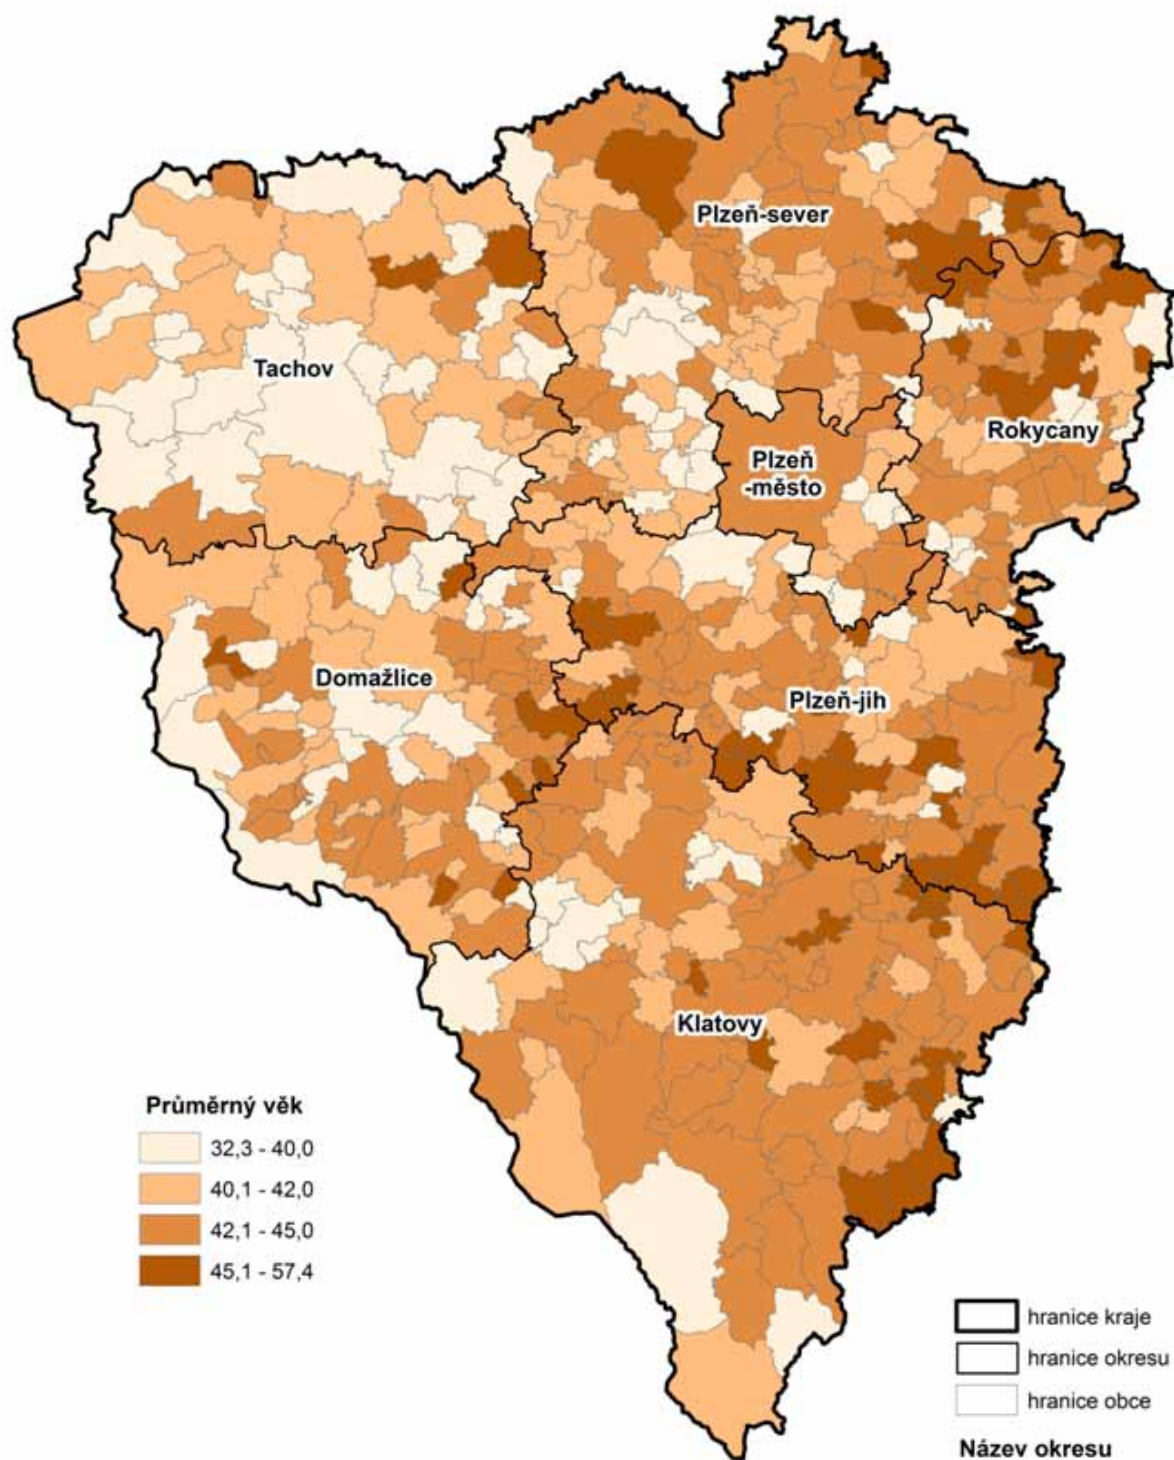 Plzeň-sever
Tachov
Rokycany
Plzeň
-město
Domažlice
Plzeň-jih
Klatovy
Průměrný věk
32,3 - 40,0
40,1 - 42,0
42,1 - 45,0
45,1 - 57,4
hranice kraje
hranice okresu
hranice obce
Název okresu